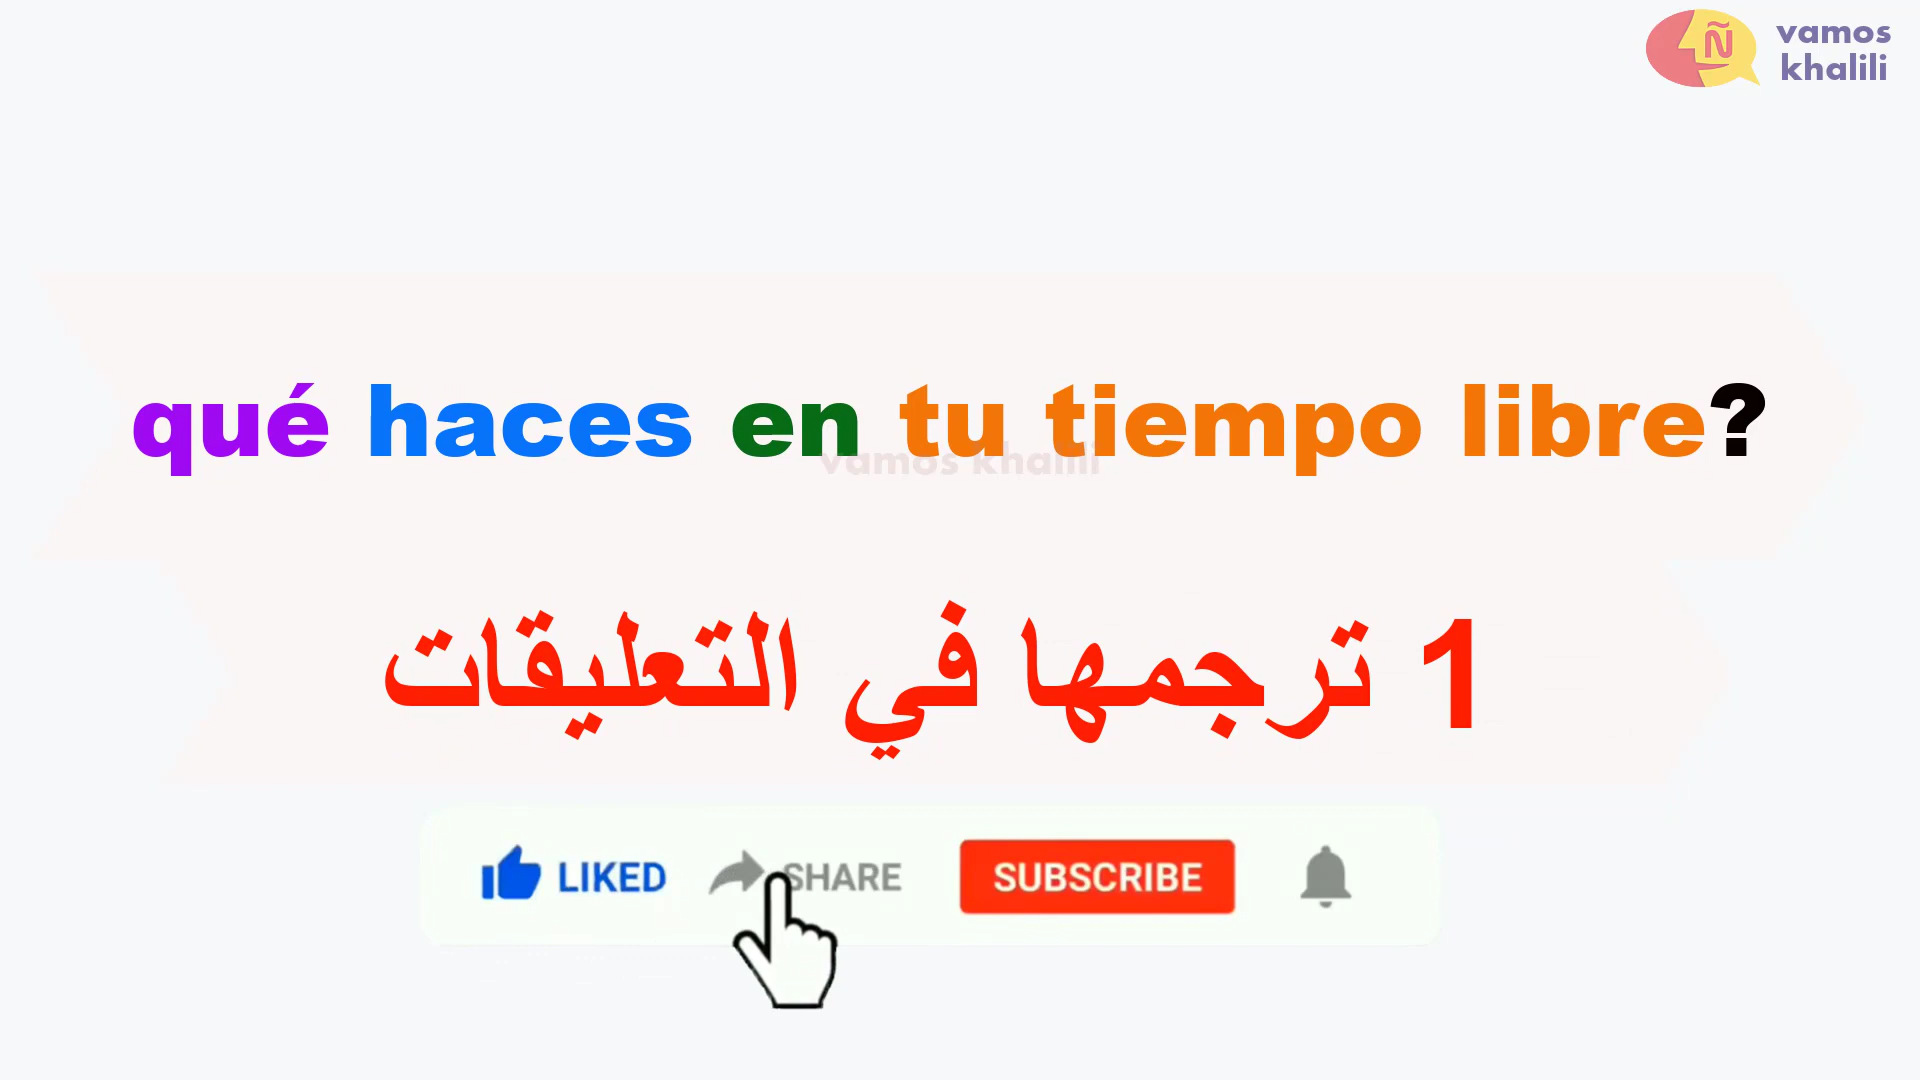 Ñ
vamos
khalili
qué haces en tu tiempo libre?
vamos khalili
1 ترجمها في التعليقات
LIKED SHARE SUBSCRIBE